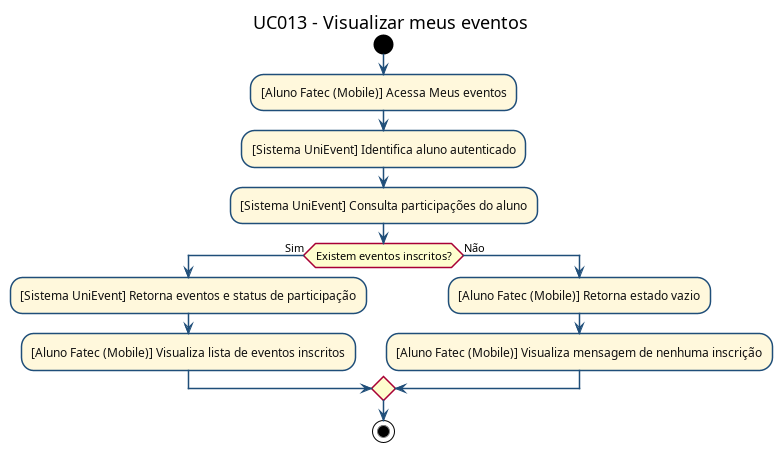 UC013 - Visualizar meus eventos
[Aluno Fatec (Mobile)] Acessa Meus eventos
[Sistema UniEvent] Identifica aluno autenticado
[Sistema UniEvent] Consulta participações do aluno
Sim
Existem eventos inscritos?
Não
[Sistema UniEvent] Retorna eventos e status de participação
[Aluno Fatec (Mobile)] Retorna estado vazio
[Aluno Fatec (Mobile)] Visualiza lista de eventos inscritos
[Aluno Fatec (Mobile)] Visualiza mensagem de nenhuma inscrição